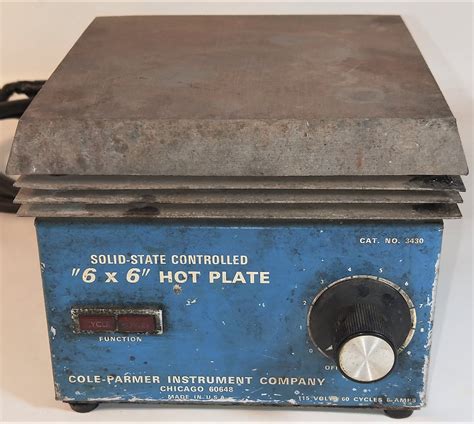 CAT. NO. 3430
SOLID-STATE CONTROLLED
"6 x 6" HOT PLATE
FUNCTION
OFF
COLE-PARMER INSTRUMENT COMPANY
CHICAGO 60648
MADE IN U.S.A.
115 VOLTS 60 CYCLES 6 AMPS